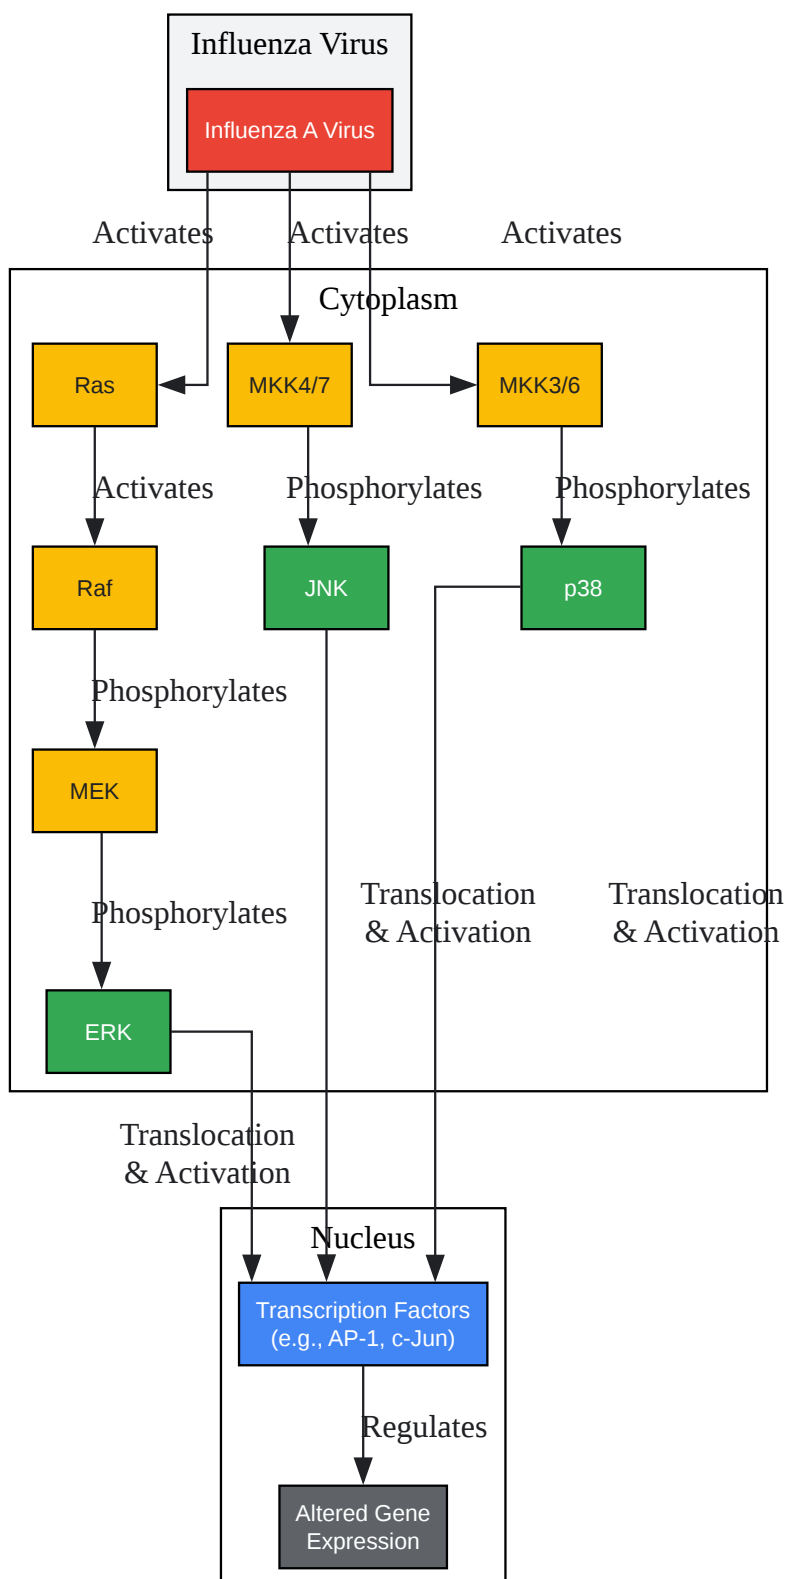 Influenza Virus
Influenza A Virus
Activates
Activates
Activates
Cytoplasm
Ras
MKK4/7
MKK3/6
Activates
Phosphorylates
Phosphorylates
Raf
JNK
p38
Phosphorylates
MEK
Phosphorylates
Translocation
& Activation
Translocation
& Activation
ERK
Translocation
& Activation
Nucleus
Transcription Factors
(e.g., AP-1, c-Jun)
Regulates
Altered Gene
Expression